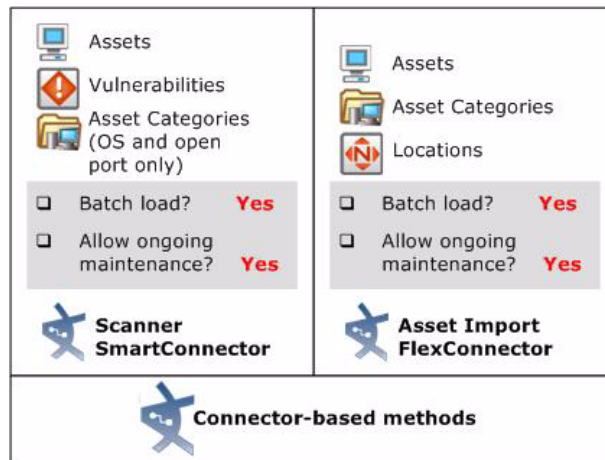 Assets
Vulnerabilities
Asset Categories
(OS and open
port only)
Batch load? Yes
Allow ongoing
maintenance? Yes
Scanner
SmartConnector
Assets
Asset Categories
N
Locations
Batch load? Yes
Allow ongoing
maintenance? Yes
Asset Import
FlexConnector
Connector-based methods